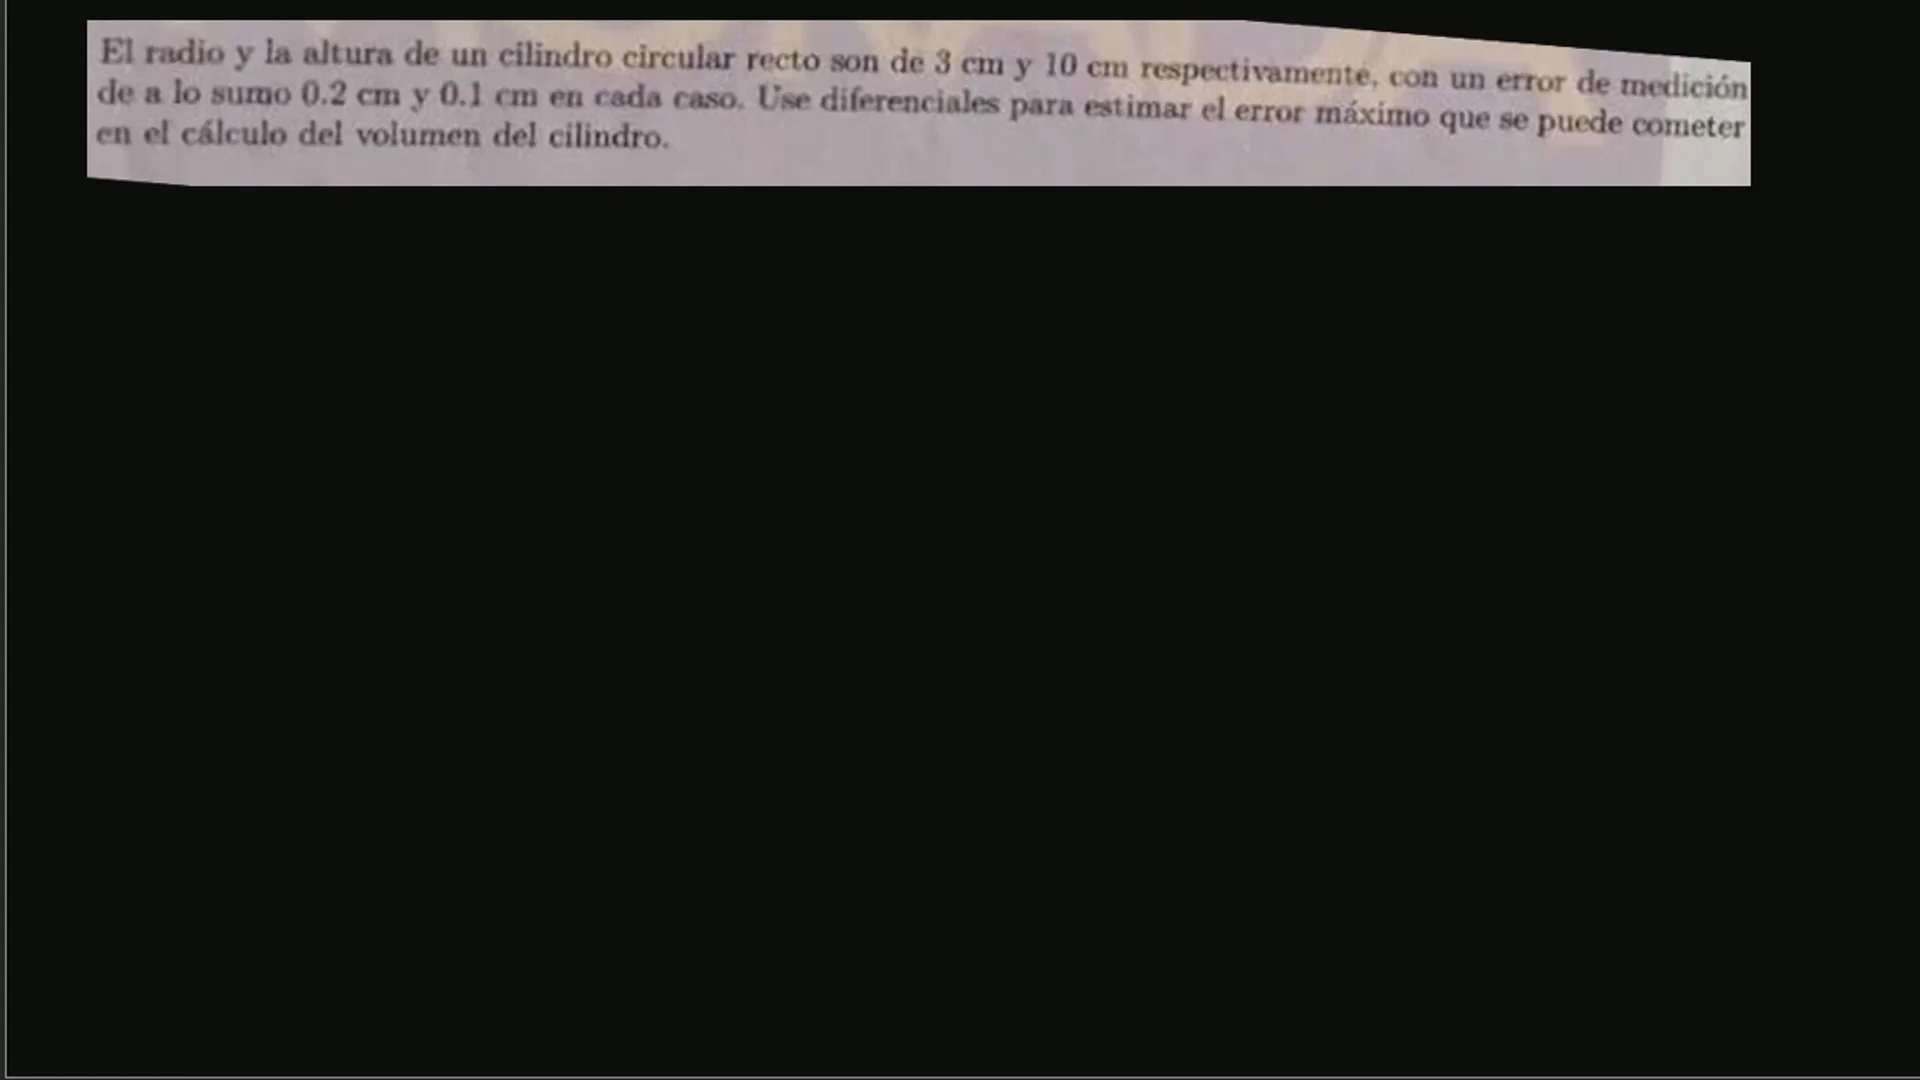 El radio y la altura de un cilindro circular recto son de 3 cm y 10 cm respectivamente, con un error de medición
de a lo sumo 0.2 cm y 0.1 cm en cada caso. Use diferenciales para estimar el error máximo que se puede cometer
en el cálculo del volumen del cilindro.